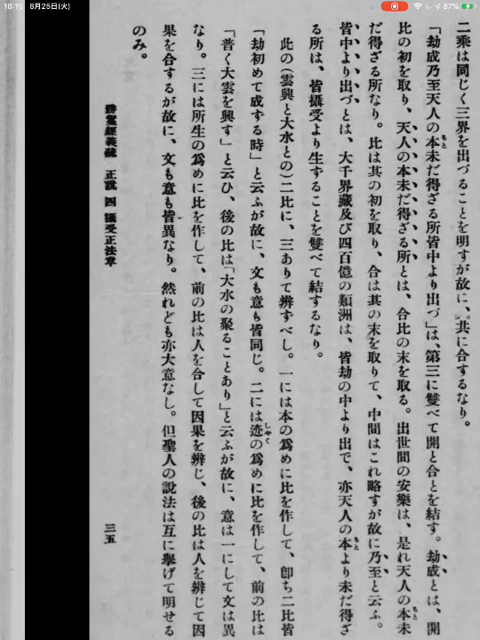 18:15 8月25日(火)
67%
二乘は同じく三界を出づることを明すが故に、其に合するなり。
「劫成乃至天人の本未だ得ざる所皆中より出づ」は、第三に雙べて開と合とを結す。劫成とは、開
比の初を取り、天人の本未だ得ざる所とは、合比の末を取る。出世間の安樂は、是れ天人の本未
だ得ざる所なり。比は其の初を取り、合は其の末を取りて、中間はこれ略すが故に乃至と云ふ。
皆中より出づとは、大千界藏及び四百億の類洲は、皆劫の中より出で、亦天人の本より未だ得ざ
る所は、皆攝受より生ずることを雙べて結するなり。
此の(雲興と大水との)二比に、三ありて辨ずべし。一には本の爲めに比を作して、卽ち二比皆
「劫初めて成する時」と云ふが故に、文も意も皆同じ。二には迹の爲めに比を作して、前の比は
「普く大雲を興す」と云ひ、後の比は「大水の聚ることあり」と云ふが故に、意は一にして文は異
なり。三には所生の爲めに比を作して、前の比は人を合して因果を辨じ、後の比は人を辨じて因
果を合するが故に、文も意も皆異なり。然れども亦大意なし。但聖人の說法は互に擧げて明せる
のみ。
勝鬘經義疏 正說 四 攝受正法章
三五